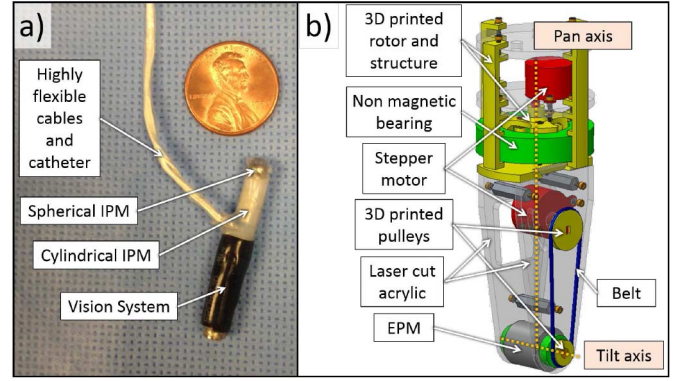 a)
Highly
flexible
cables
and
catheter
Spherical IPM
Cylindrical IPM
Vision System
b)
3D printed
rotor and
structure
Pan axis
Non magnetic
bearing
Stepper
motor
3D printed
pulleys
Laser cut
acrylic
Belt
EPM
Tilt axis